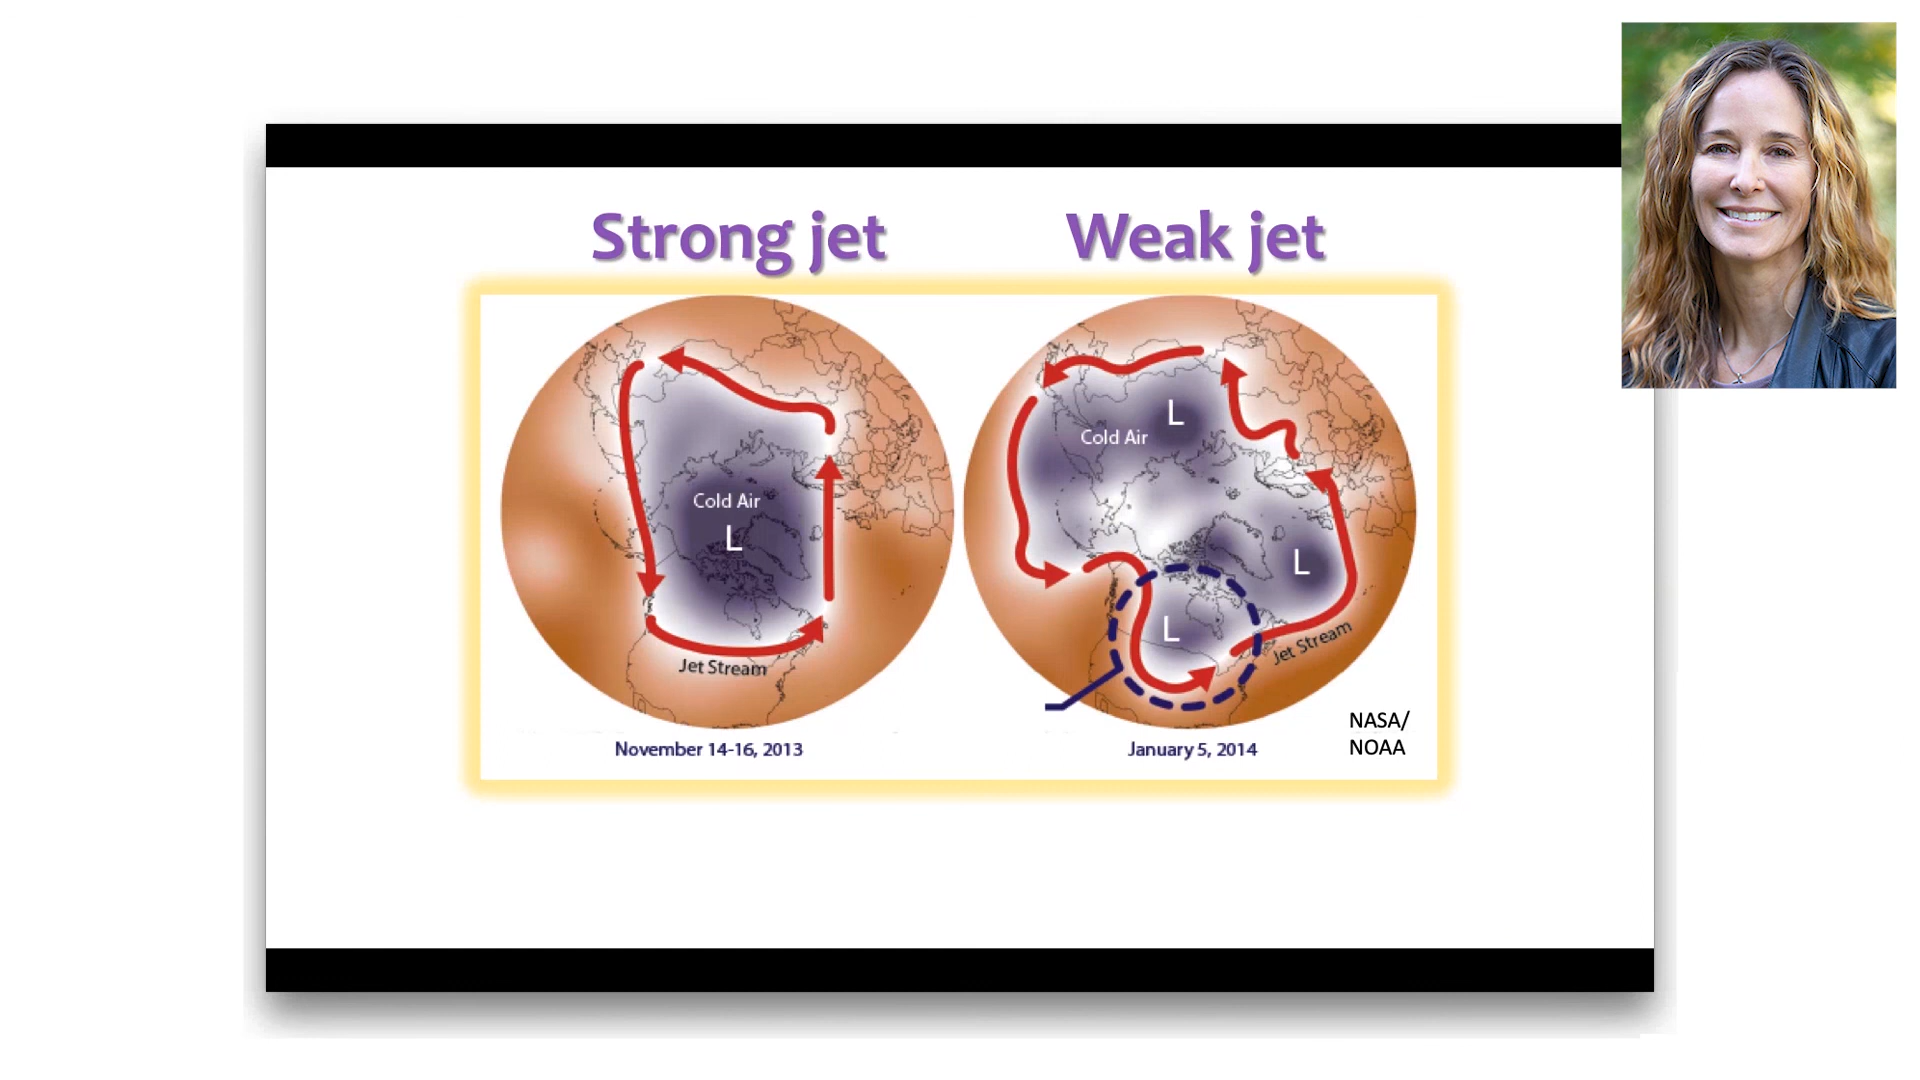 Strong jet
Weak jet
Cold Air
L
Jet Stream
November 14-16, 2013
L
Cold Air
L
L
Jet Stream
January 5, 2014
NASA/
NOAA